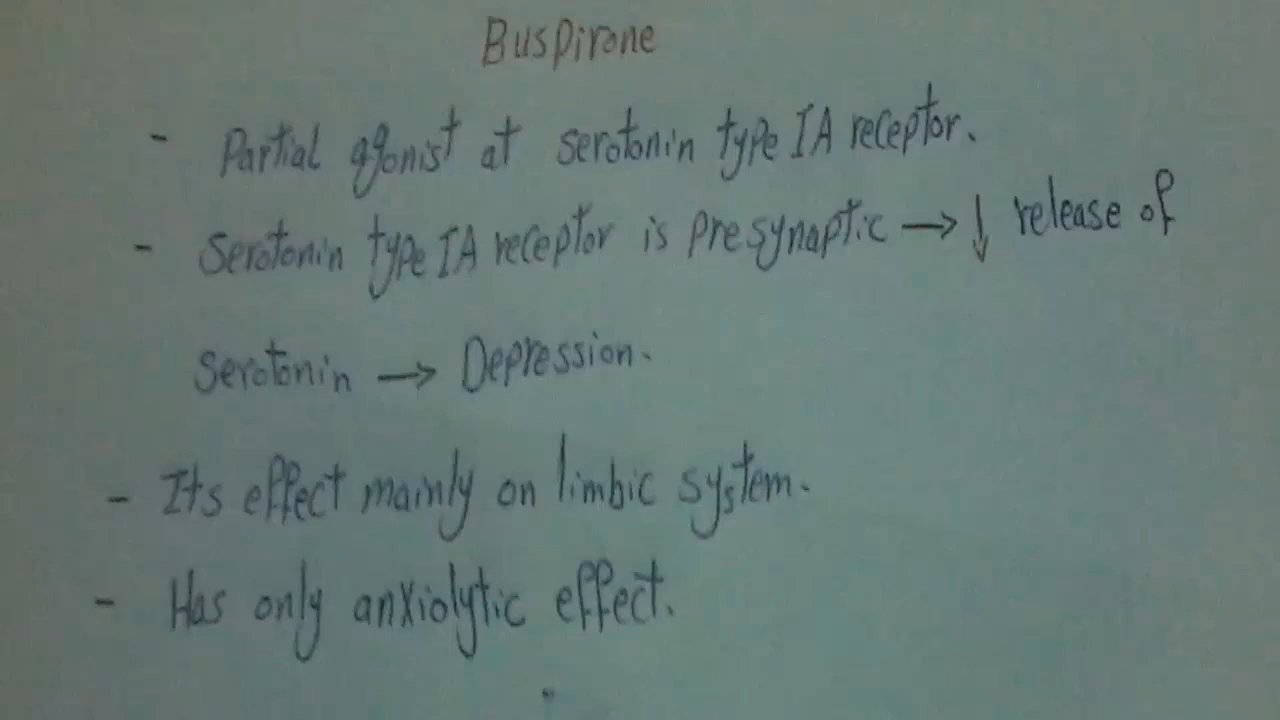 Buspirone
- Partial agonist at serotonin type IA receptor.
- Serotonin type IA receptor is presynaptic → ↓ release of
serotonin → Depression.
- Its effect mainly on limbic system.
- Has only anxiolytic effect.